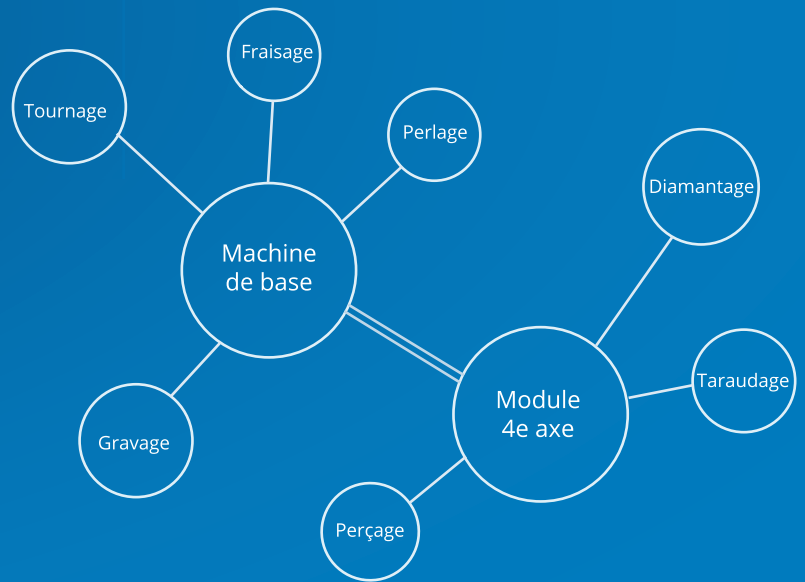 Fraisage
Tournage
Perlage
Diamantage
Machine
de base
Taraudage
Module
4e axe
Gravage
Perçage